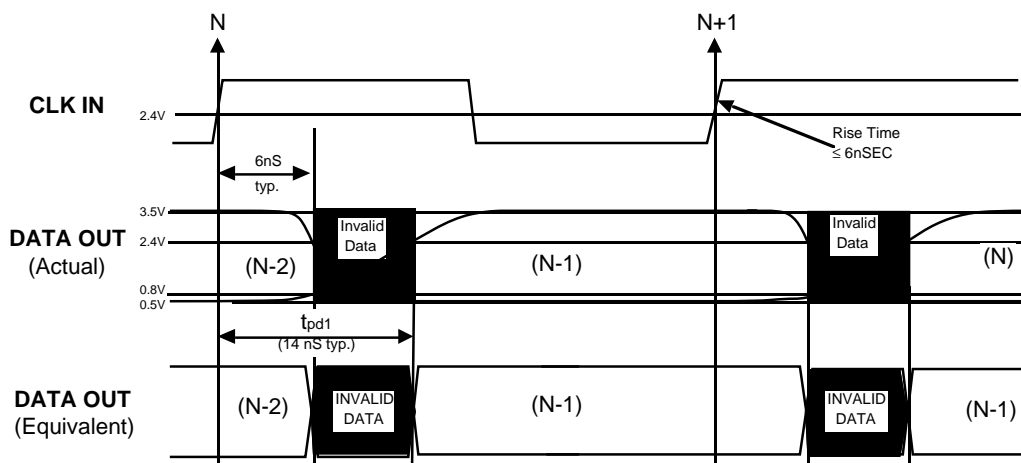 N
N+1
CLK IN
2.4V
Rise Time
≤ 6nSEC
6nS
typ.
3.5V
Invalid
Data
Invalid
Data
DATA OUT
(Actual)
2.4V
(N-2)
(N-1)
(N)
0.8V
0.5V
tpd1
(14 nS typ.)
DATA OUT
(Equivalent)
(N-2)
INVALID
DATA
(N-1)
INVALID
DATA
(N-1)